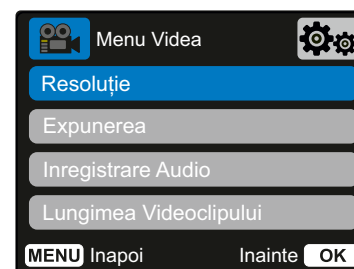 Menu Videa
Resoluție
Expunerea
Inregistrare Audio
Lungimea Videoclipului
MENU Inapoi Inainte OK